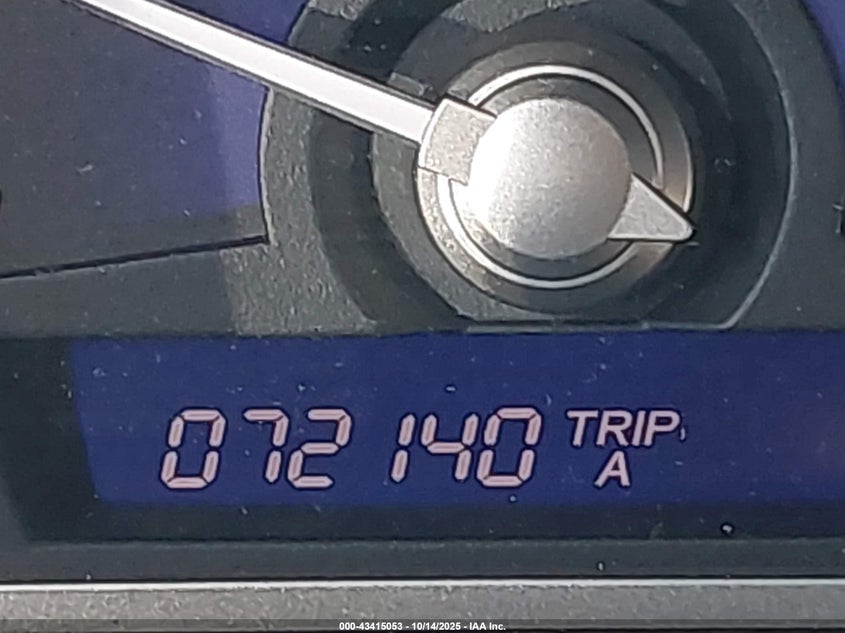 072140 TRIP
A
000-43415053 - 10/14/2025 - IAA Inc.